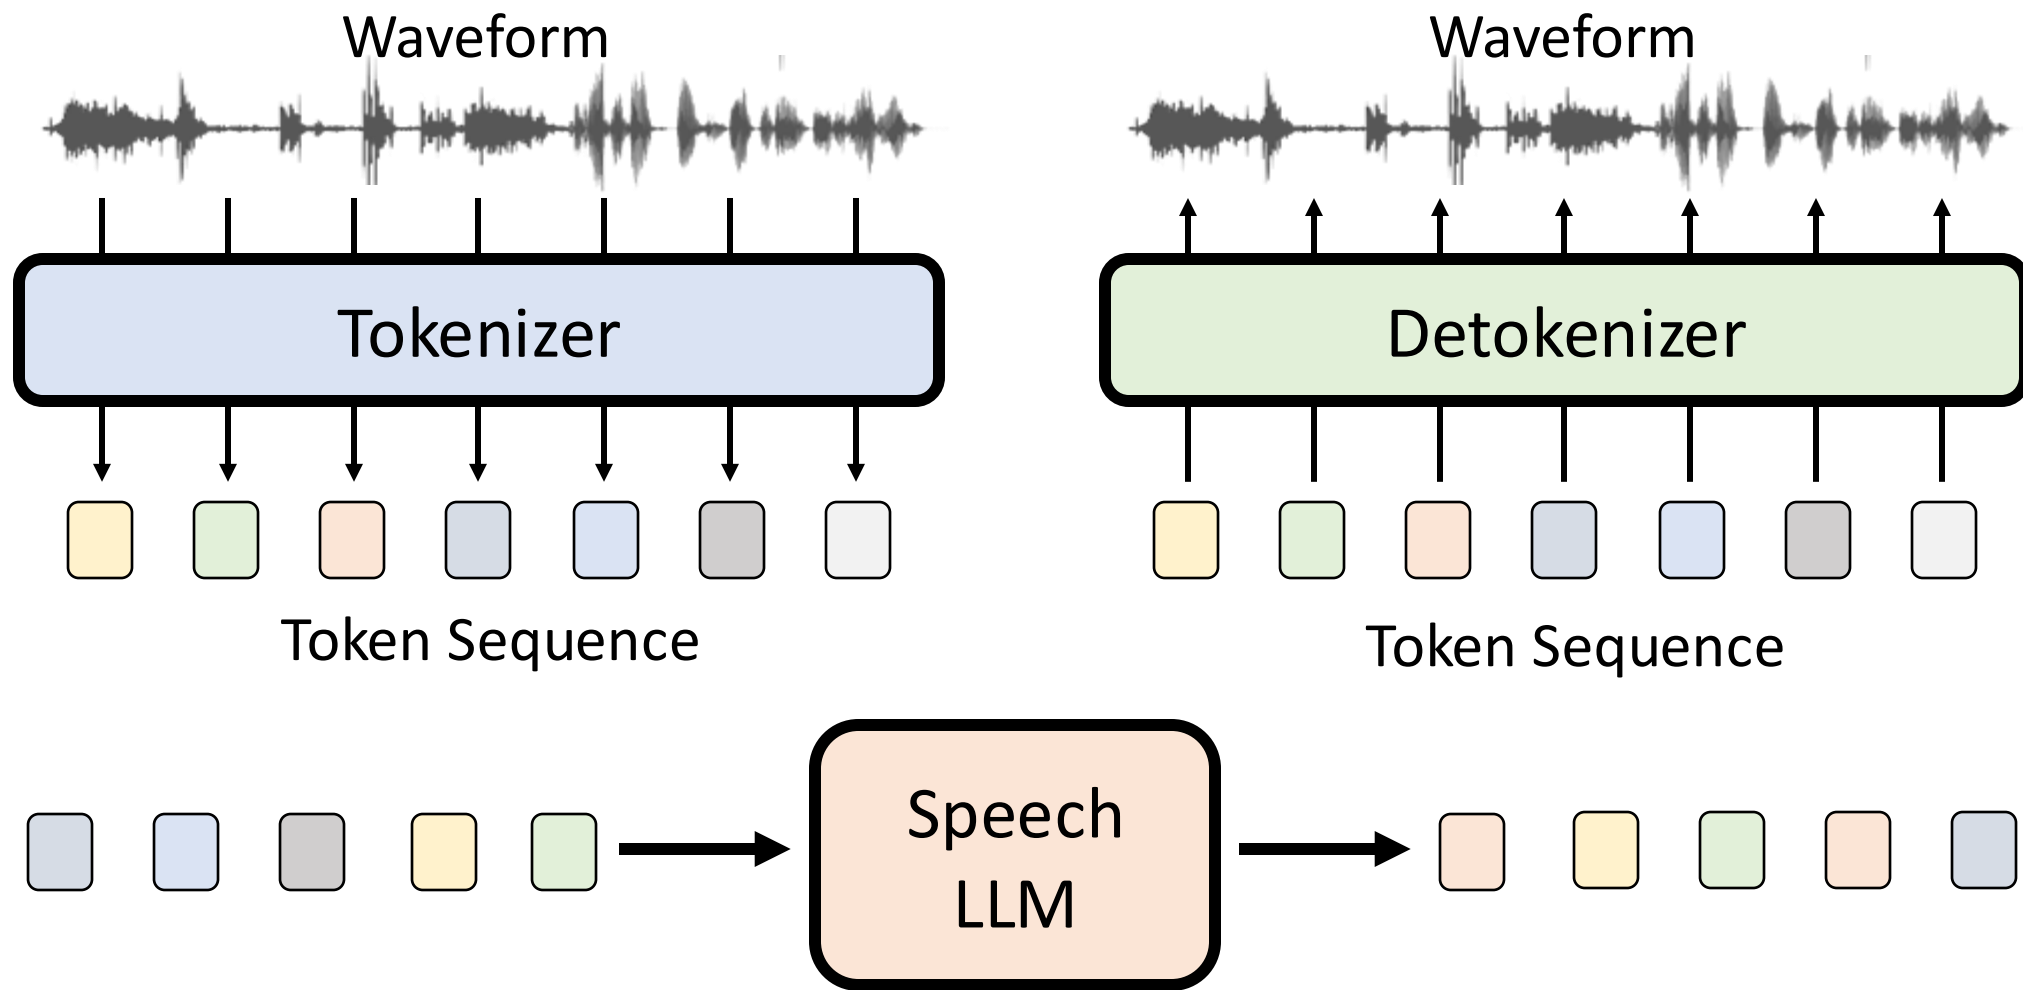 Waveform
Waveform
Tokenizer
Detokenizer
Token Sequence
Token Sequence
Speech
LLM